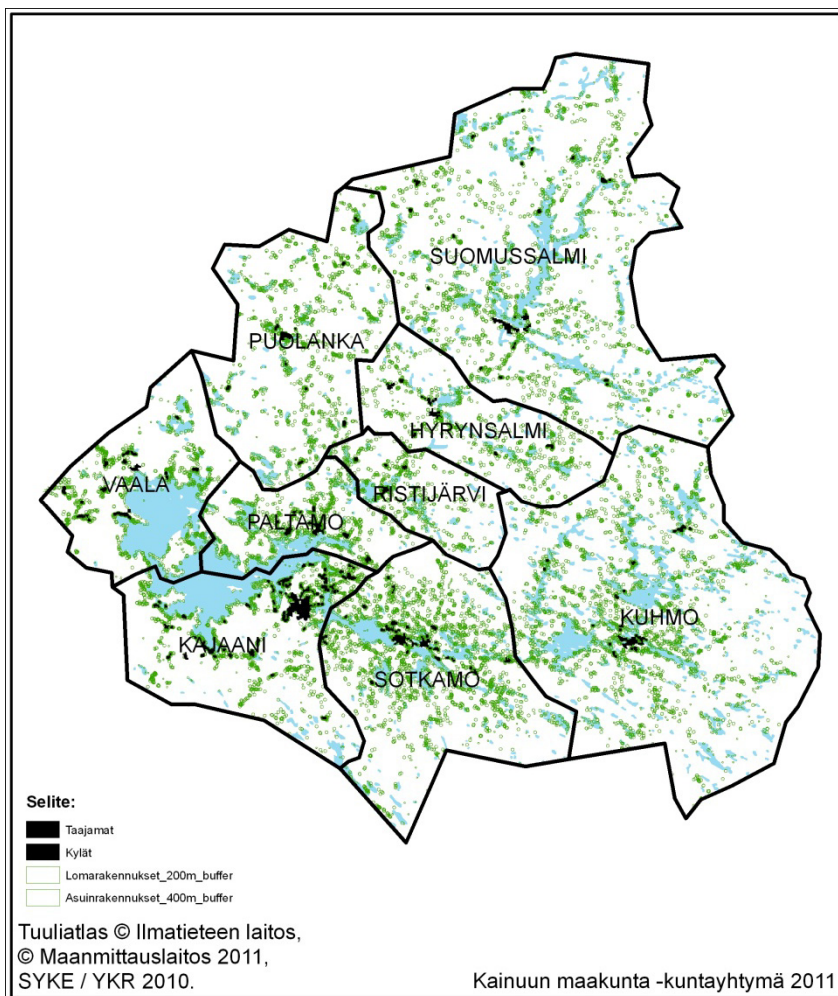 SUOMUSSALMI
PUOLANKA
HYRYNSALMI
VAALA
RISTIJÄRVI
PALTAMO
KUHMO
KAJAANI
SOTKAMO
Selite:
Taajamat
Kylät
Lomarakennukset_200m_buffer
Asuinrakennukset_400m_buffer
Tuuliatlas © Ilmatieteen laitos,
© Maanmittauslaitos 2011,
SYKE / YKR 2010.
Kainuun maakunta -kuntayhtymä 2011